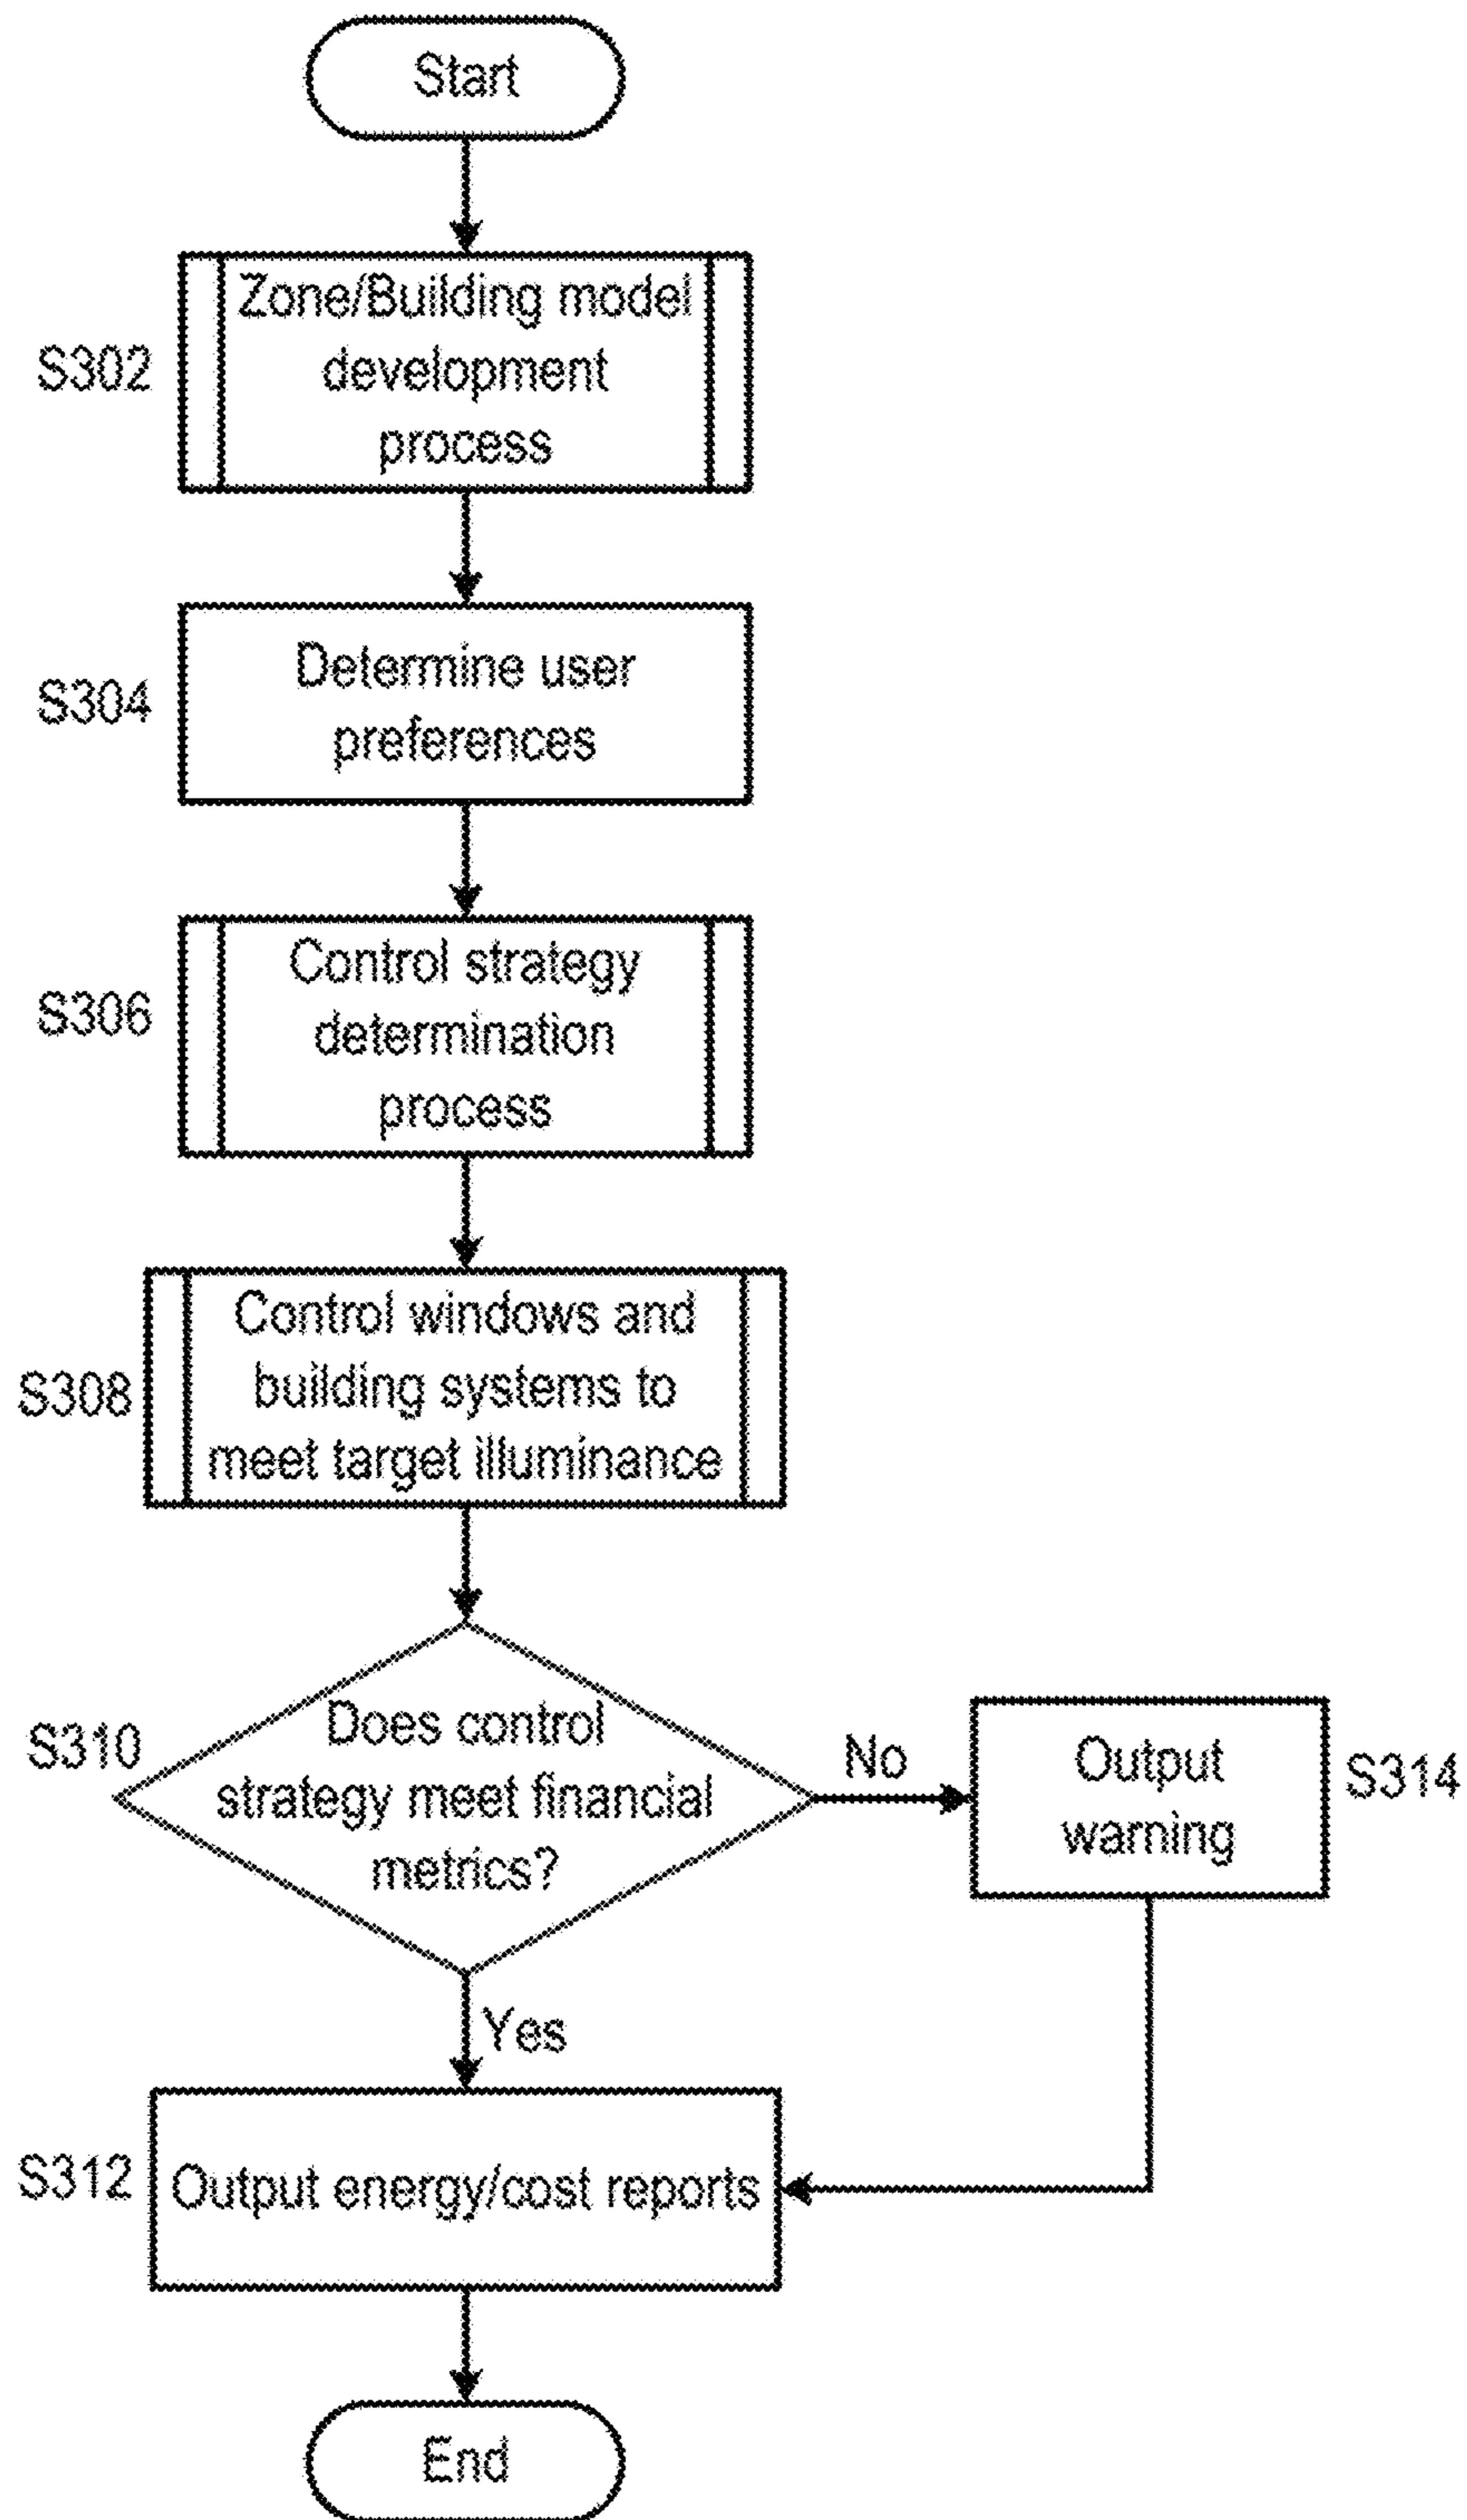 Start
S302
Zone/Building model
development
process
S304
Determine user
preferences
S306
Control strategy
determination
process
S308
Control windows and
building systems to
meet target illuminance
S310
Does control
strategy meet financial
metrics?
No
Output
warning
S314
Yes
S312
Output energy/cost reports
End